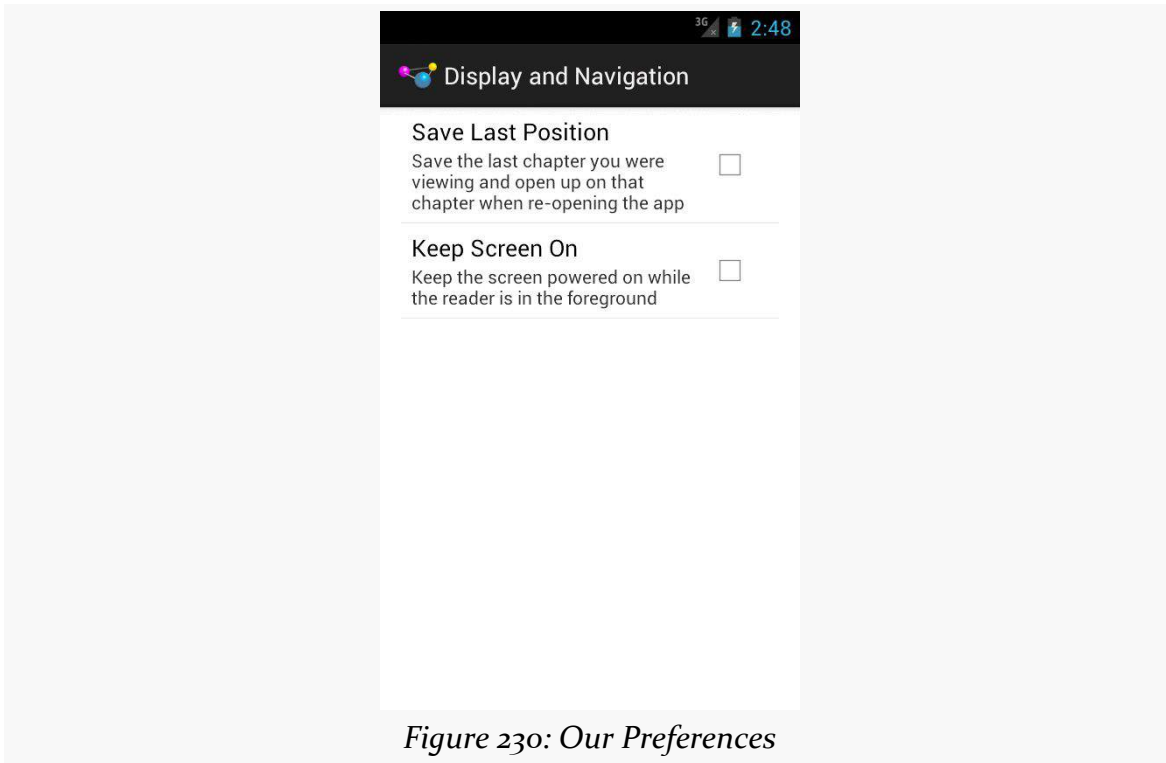 3G
2:48
Display and Navigation
Save Last Position
Save the last chapter you were
viewing and open up on that
chapter when re-opening the app
Keep Screen On
Keep the screen powered on while
the reader is in the foreground
Figure 230: Our Preferences